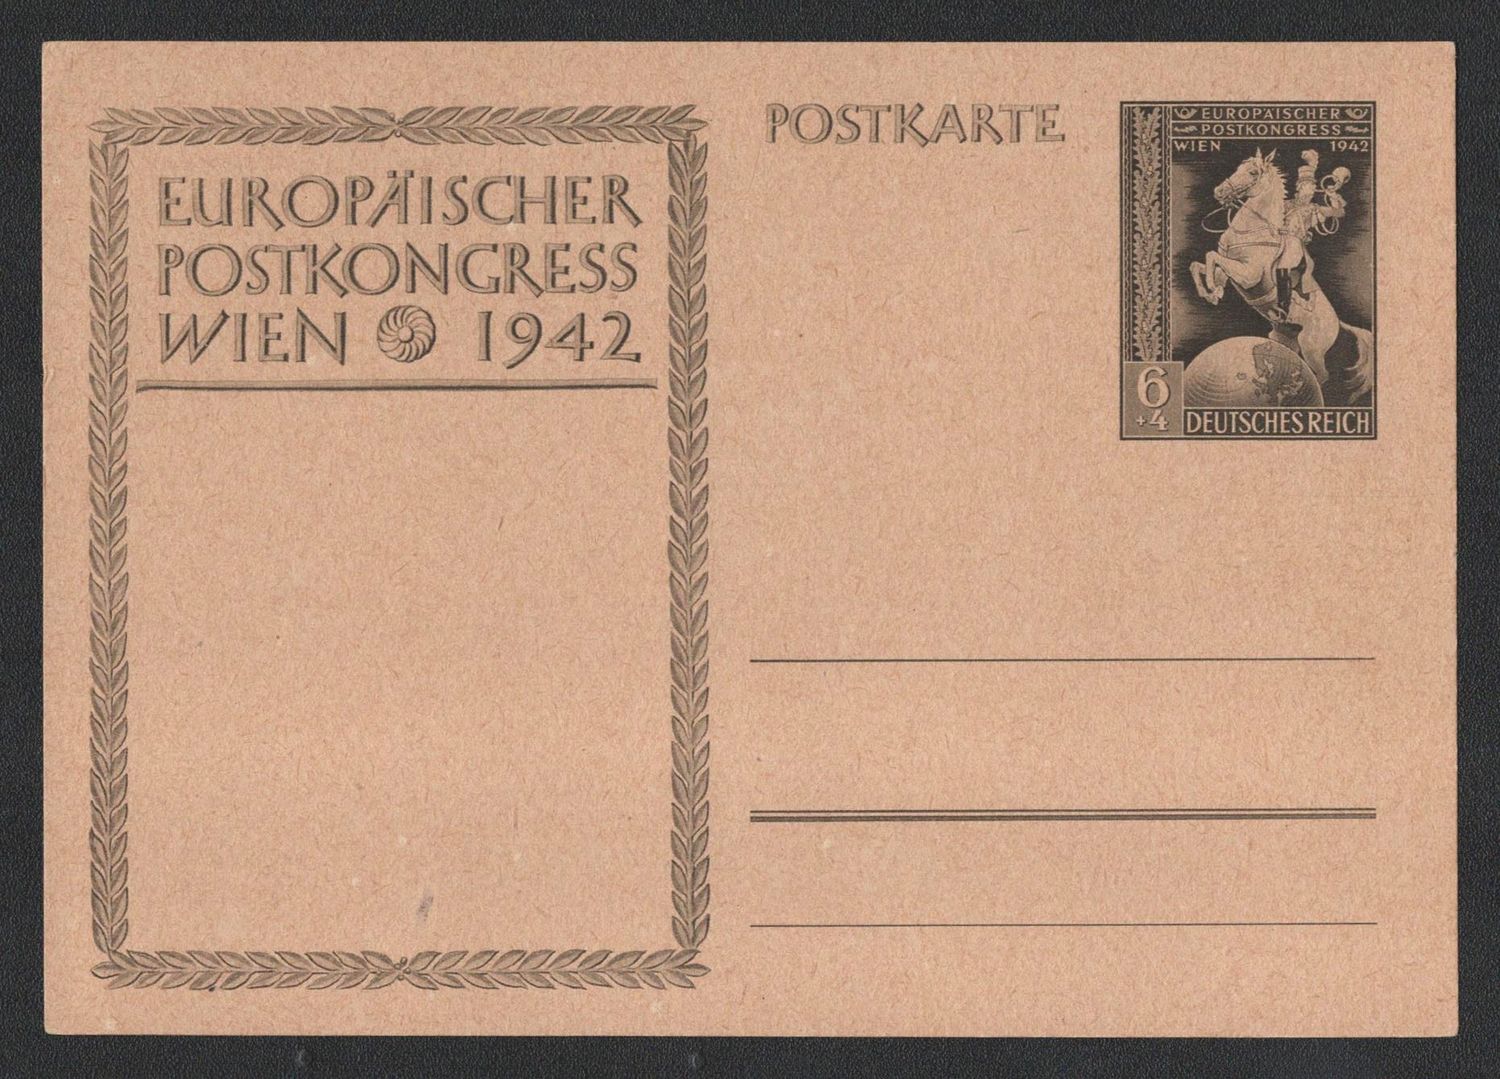 EUROPÄISCHER
POSTKONGRESS
WIEN 1942
POSTKARTE
EUROPÄISCHER
POSTKONGRESS
WIEN 1942
6
+4
DEUTSCHES REICH